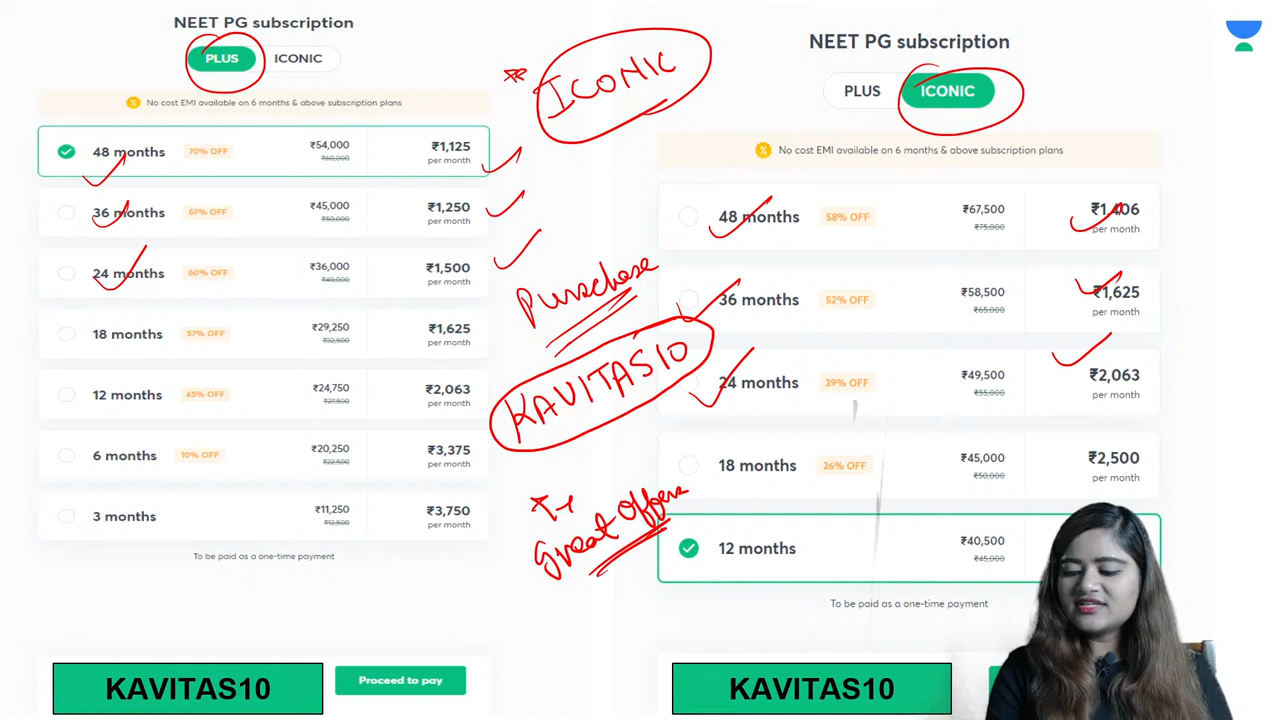 NEET PG subscription
PLUS ICONIC
No cost EMI available on 6 months & above subscription plans
48 months 70% OFF ₹54,000 ₹60,000 ₹1,125 per month
36 months 67% OFF ₹45,000 ₹50,000 ₹1,250 per month
24 months 60% OFF ₹36,000 ₹40,000 ₹1,500 per month
18 months 57% OFF ₹29,250 ₹32,500 ₹1,625 per month
12 months 45% OFF ₹24,750 ₹27,500 ₹2,063 per month
6 months 10% OFF ₹20,250 ₹22,500 ₹3,375 per month
3 months ₹11,250 ₹12,500 ₹3,750 per month
To be paid as a one-time payment
KAVITAS10 Proceed to pay
ICONIC
Purschase
KAVITAS10
Great Offers
NEET PG subscription
PLUS ICONIC
No cost EMI available on 6 months & above subscription plans
48 months 58% OFF ₹67,500 ₹75,000 ₹1,406 per month
36 months 52% OFF ₹58,500 ₹65,000 ₹1,625 per month
24 months 39% OFF ₹49,500 ₹55,000 ₹2,063 per month
18 months 26% OFF ₹45,000 ₹50,000 ₹2,500 per month
12 months ₹40,500 ₹45,000
To be paid as a one-time payment
KAVITAS10